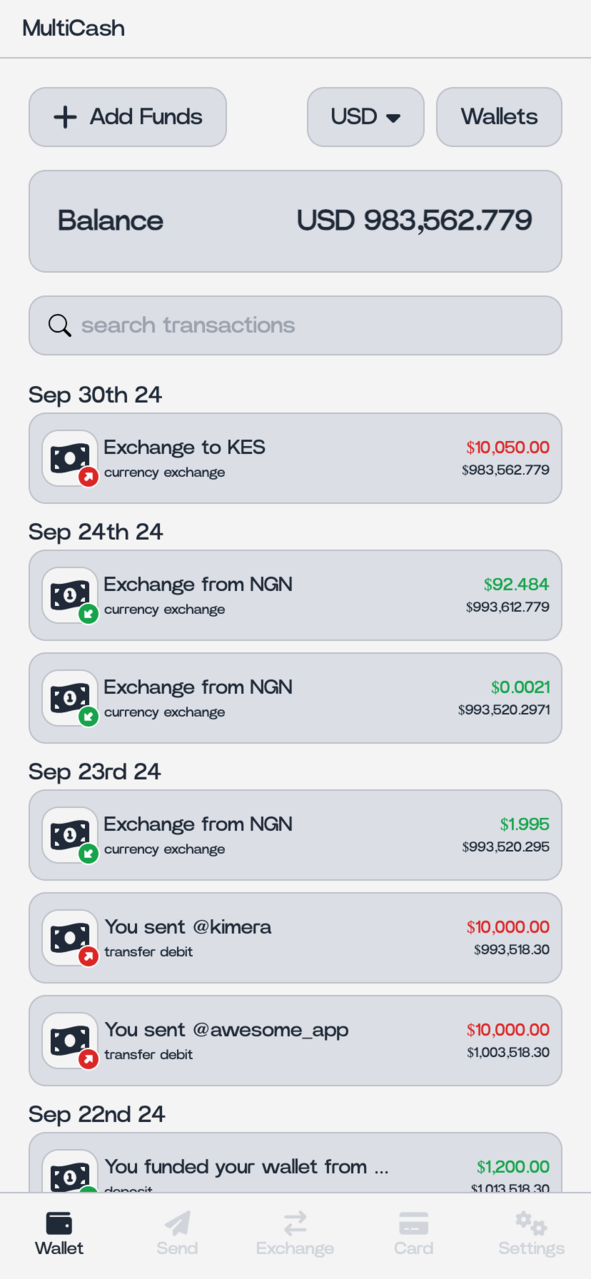 MultiCash
Add Funds
USD
Wallets
Balance
USD 983,562.779
search transactions
Sep 30th 24
Exchange to KES
$10,050.00
currency exchange
$983,562.779
Sep 24th 24
Exchange from NGN
$92.484
currency exchange
$993,612.779
Exchange from NGN
$0.0021
currency exchange
$993,520.2971
Sep 23rd 24
Exchange from NGN
$1.995
currency exchange
$993,520.295
You sent @kimera
$10,000.00
transfer debit
$993,518.30
You sent @awesome_app
$10,000.00
transfer debit
$1,003,518.30
Sep 22nd 24
You funded your wallet from ...
$1,200.00
deposit
$1,013,518.30
Wallet
Send
Exchange
Card
Settings